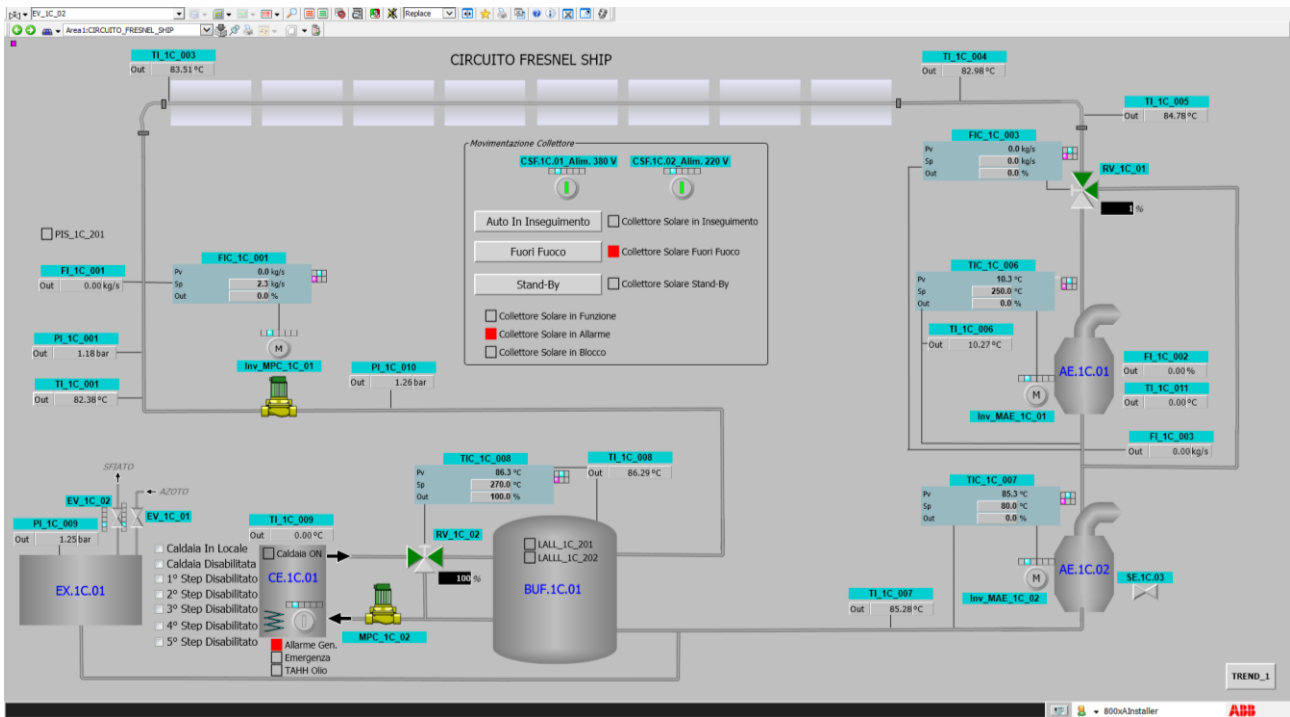 EV_1C_02
Replace
Area1:CIRCUITO_FRESNEL_SHIP
CIRCUITO FRESNEL SHIP
TI_1C_003
Out 83.51 °C
TI_1C_004
Out 82.98 °C
TI_1C_005
Out 84.78 °C
FIC_1C_003
Pv 0.0 kg/s
Sp 0.0 kg/s
Out 0.0 %
RV_1C_01
1 %
Movimentazione Collettore
CSF.1C.01_Alim. 380 V
CSF.1C.02_Alim. 220 V
Auto In Inseguimento
Collettore Solare in Inseguimento
Fuori Fuoco
Collettore Solare Fuori Fuoco
Stand-By
Collettore Solare Stand-By
Collettore Solare in Funzione
Collettore Solare in Allarme
Collettore Solare in Blocco
PIS_1C_201
FI_1C_001
Out 0.00 kg/s
FIC_1C_001
Pv 0.0 kg/s
Sp 2.3 kg/s
Out 0.0 %
M
Inv_MPC_1C_01
PI_1C_001
Out 1.18 bar
TI_1C_001
Out 82.38 °C
PI_1C_010
Out 1.26 bar
TIC_1C_006
Pv 10.3 °C
Sp 250.0 °C
Out 0.0 %
TI_1C_006
Out 10.27 °C
M
Inv_MAE_1C_01
AE.1C.01
FI_1C_002
Out 0.00 %
TI_1C_011
Out 0.00 °C
FI_1C_003
Out 0.00 kg/s
SFIATO
AZOTO
EV_1C_02
EV_1C_01
PI_1C_009
Out 1.25 bar
EX.1C.01
TI_1C_009
Out 0.00 °C
Caldaia In Locale
Caldaia Disabilitata
1° Step Disabilitato
2° Step Disabilitato
3° Step Disabilitato
4° Step Disabilitato
5° Step Disabilitato
Caldaia ON
CE.1C.01
Allarme Gen.
Emergenza
TAHH Olio
TIC_1C_008
Pv 86.3 °C
Sp 270.0 °C
Out 100.0 %
TI_1C_008
Out 86.29 °C
RV_1C_02
100 %
MPC_1C_02
LALL_1C_201
LALLL_1C_202
BUF.1C.01
TIC_1C_007
Pv 85.3 °C
Sp 80.0 °C
Out 0.0 %
TI_1C_007
Out 85.28 °C
M
Inv_MAE_1C_02
AE.1C.02
SE.1C.03
TREND_1
800xAInstaller
ABB